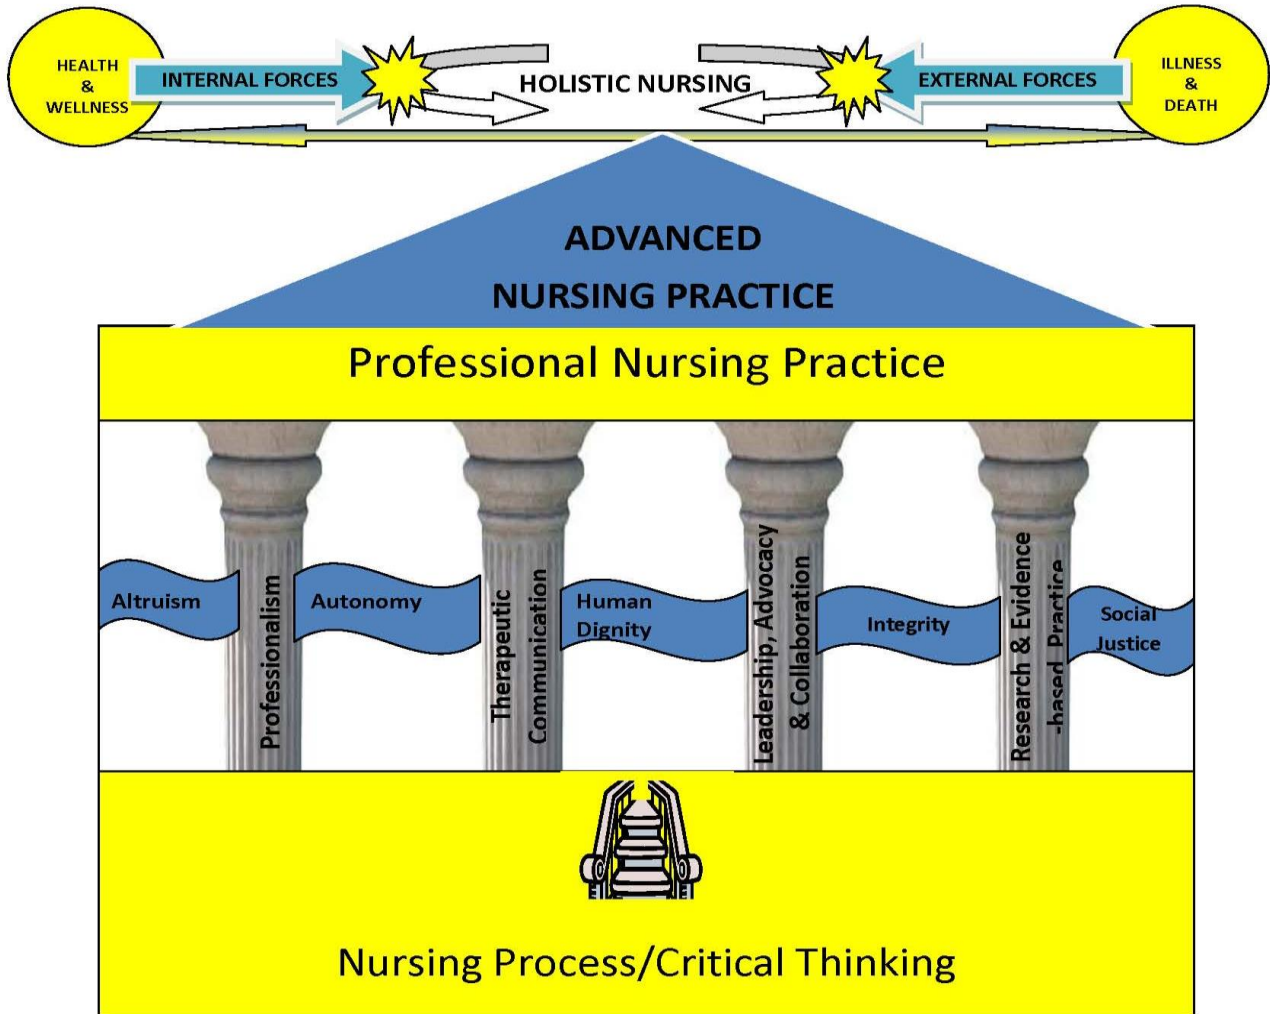 HEALTH
&
WELLNESS
INTERNAL FORCES
HOLISTIC NURSING
EXTERNAL FORCES
ILLNESS
&
DEATH
ADVANCED
NURSING PRACTICE
Professional Nursing Practice
Altruism
Professionalism
Autonomy
Therapeutic
Communication
Human
Dignity
Leadership, Advocacy
& Collaboration
Integrity
Research & Evidence
-based Practice
Social
Justice
Nursing Process/Critical Thinking